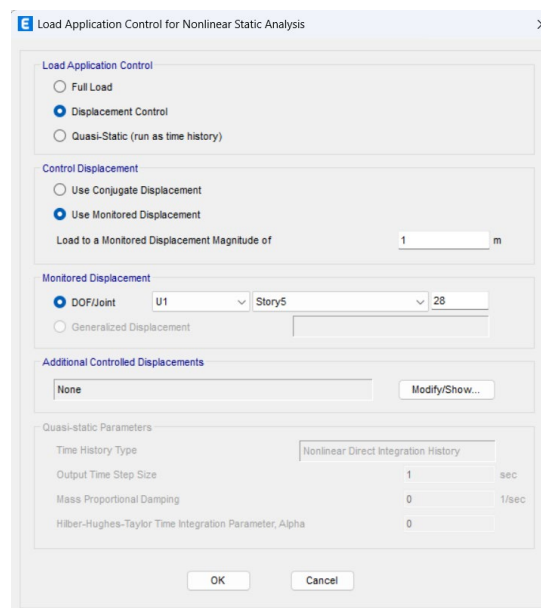 E Load Application Control for Nonlinear Static Analysis
Load Application Control
Full Load
Displacement Control
Quasi-Static (run as time history)
Control Displacement
Use Conjugate Displacement
Use Monitored Displacement
Load to a Monitored Displacement Magnitude of 1 m
Monitored Displacement
DOF/Joint U1 Story5 28
Generalized Displacement
Additional Controlled Displacements
None Modify/Show...
Quasi-static Parameters
Time History Type Nonlinear Direct Integration History
Output Time Step Size 1 sec
Mass Proportional Damping 0 1/sec
Hilber-Hughes-Taylor Time Integration Parameter, Alpha 0
OK Cancel